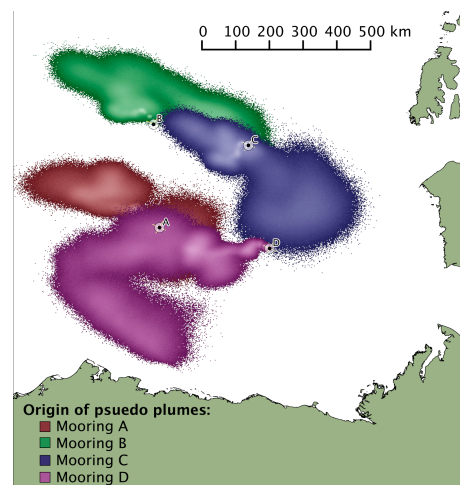 0 100 200 300 400 500 km
B
C
A
D
Origin of psuedo plumes:
Mooring A
Mooring B
Mooring C
Mooring D